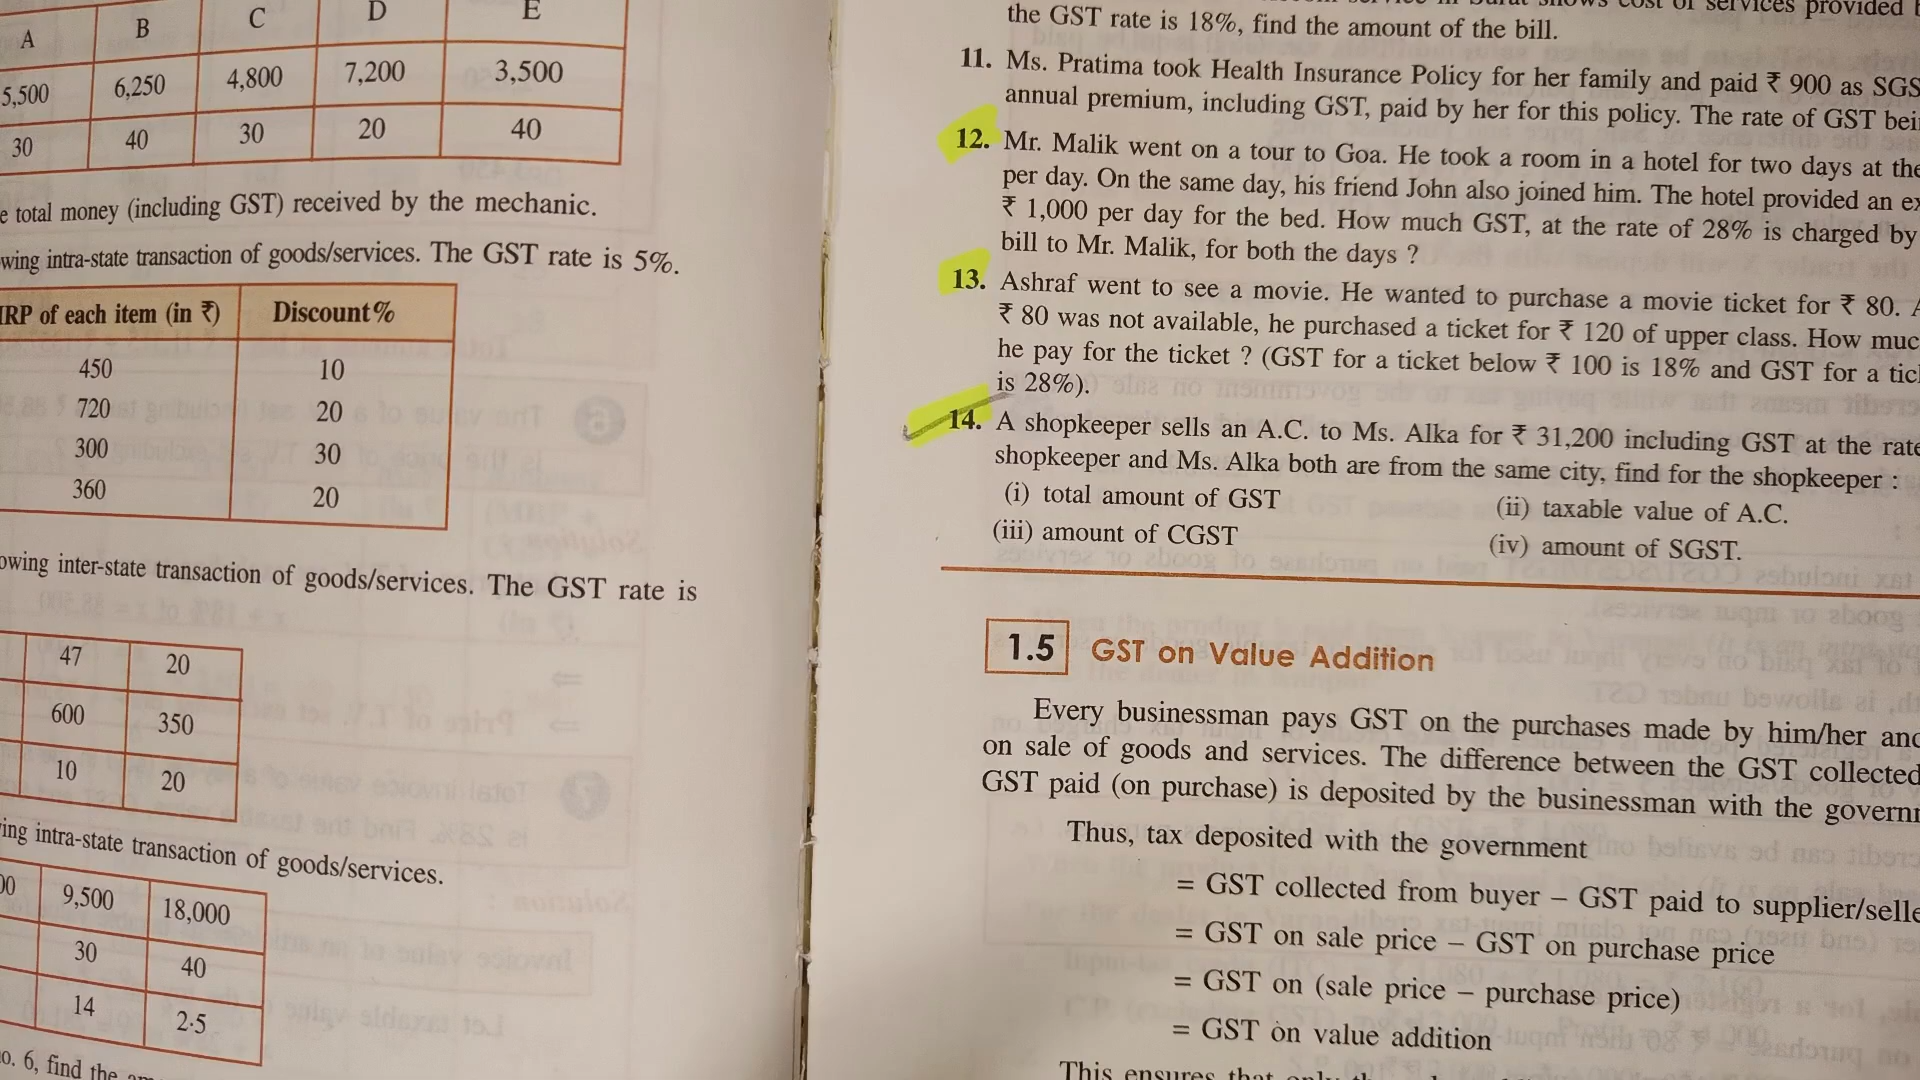 A B C D E
5,500 6,250 4,800 7,200 3,500
30 40 30 20 40
total money (including GST) received by the mechanic.
intra-state transaction of goods/services. The GST rate is 5%.
of each item (in ₹) Discount%
450 10
720 20
300 30
360 20
inter-state transaction of goods/services. The GST rate is
47 20
600 350
10 20
intra-state transaction of goods/services.
9,500 18,000
30 40
14 2·5
6, find the
services provided
the GST rate is 18%, find the amount of the bill.
11. Ms. Pratima took Health Insurance Policy for her family and paid ₹ 900 as
annual premium, including GST, paid by her for this policy. The rate of GST
12. Mr. Malik went on a tour to Goa. He took a room in a hotel for two days at the
per day. On the same day, his friend John also joined him. The hotel provided an
₹ 1,000 per day for the bed. How much GST, at the rate of 28% is charged by
bill to Mr. Malik, for both the days ?
13. Ashraf went to see a movie. He wanted to purchase a movie ticket for ₹ 80.
₹ 80 was not available, he purchased a ticket for ₹ 120 of upper class. How
he pay for the ticket ? (GST for a ticket below ₹ 100 is 18% and GST for a
is 28%).
14. A shopkeeper sells an A.C. to Ms. Alka for ₹ 31,200 including GST at the
shopkeeper and Ms. Alka both are from the same city, find for the shopkeeper :
(i) total amount of GST (ii) taxable value of A.C.
(iii) amount of CGST (iv) amount of SGST.
1.5 GST on Value Addition
Every businessman pays GST on the purchases made by him/her
on sale of goods and services. The difference between the GST collected
GST paid (on purchase) is deposited by the businessman with the
Thus, tax deposited with the government
= GST collected from buyer – GST paid to
= GST on sale price – GST on purchase price
= GST on (sale price – purchase price)
= GST on value addition
This ensures that only